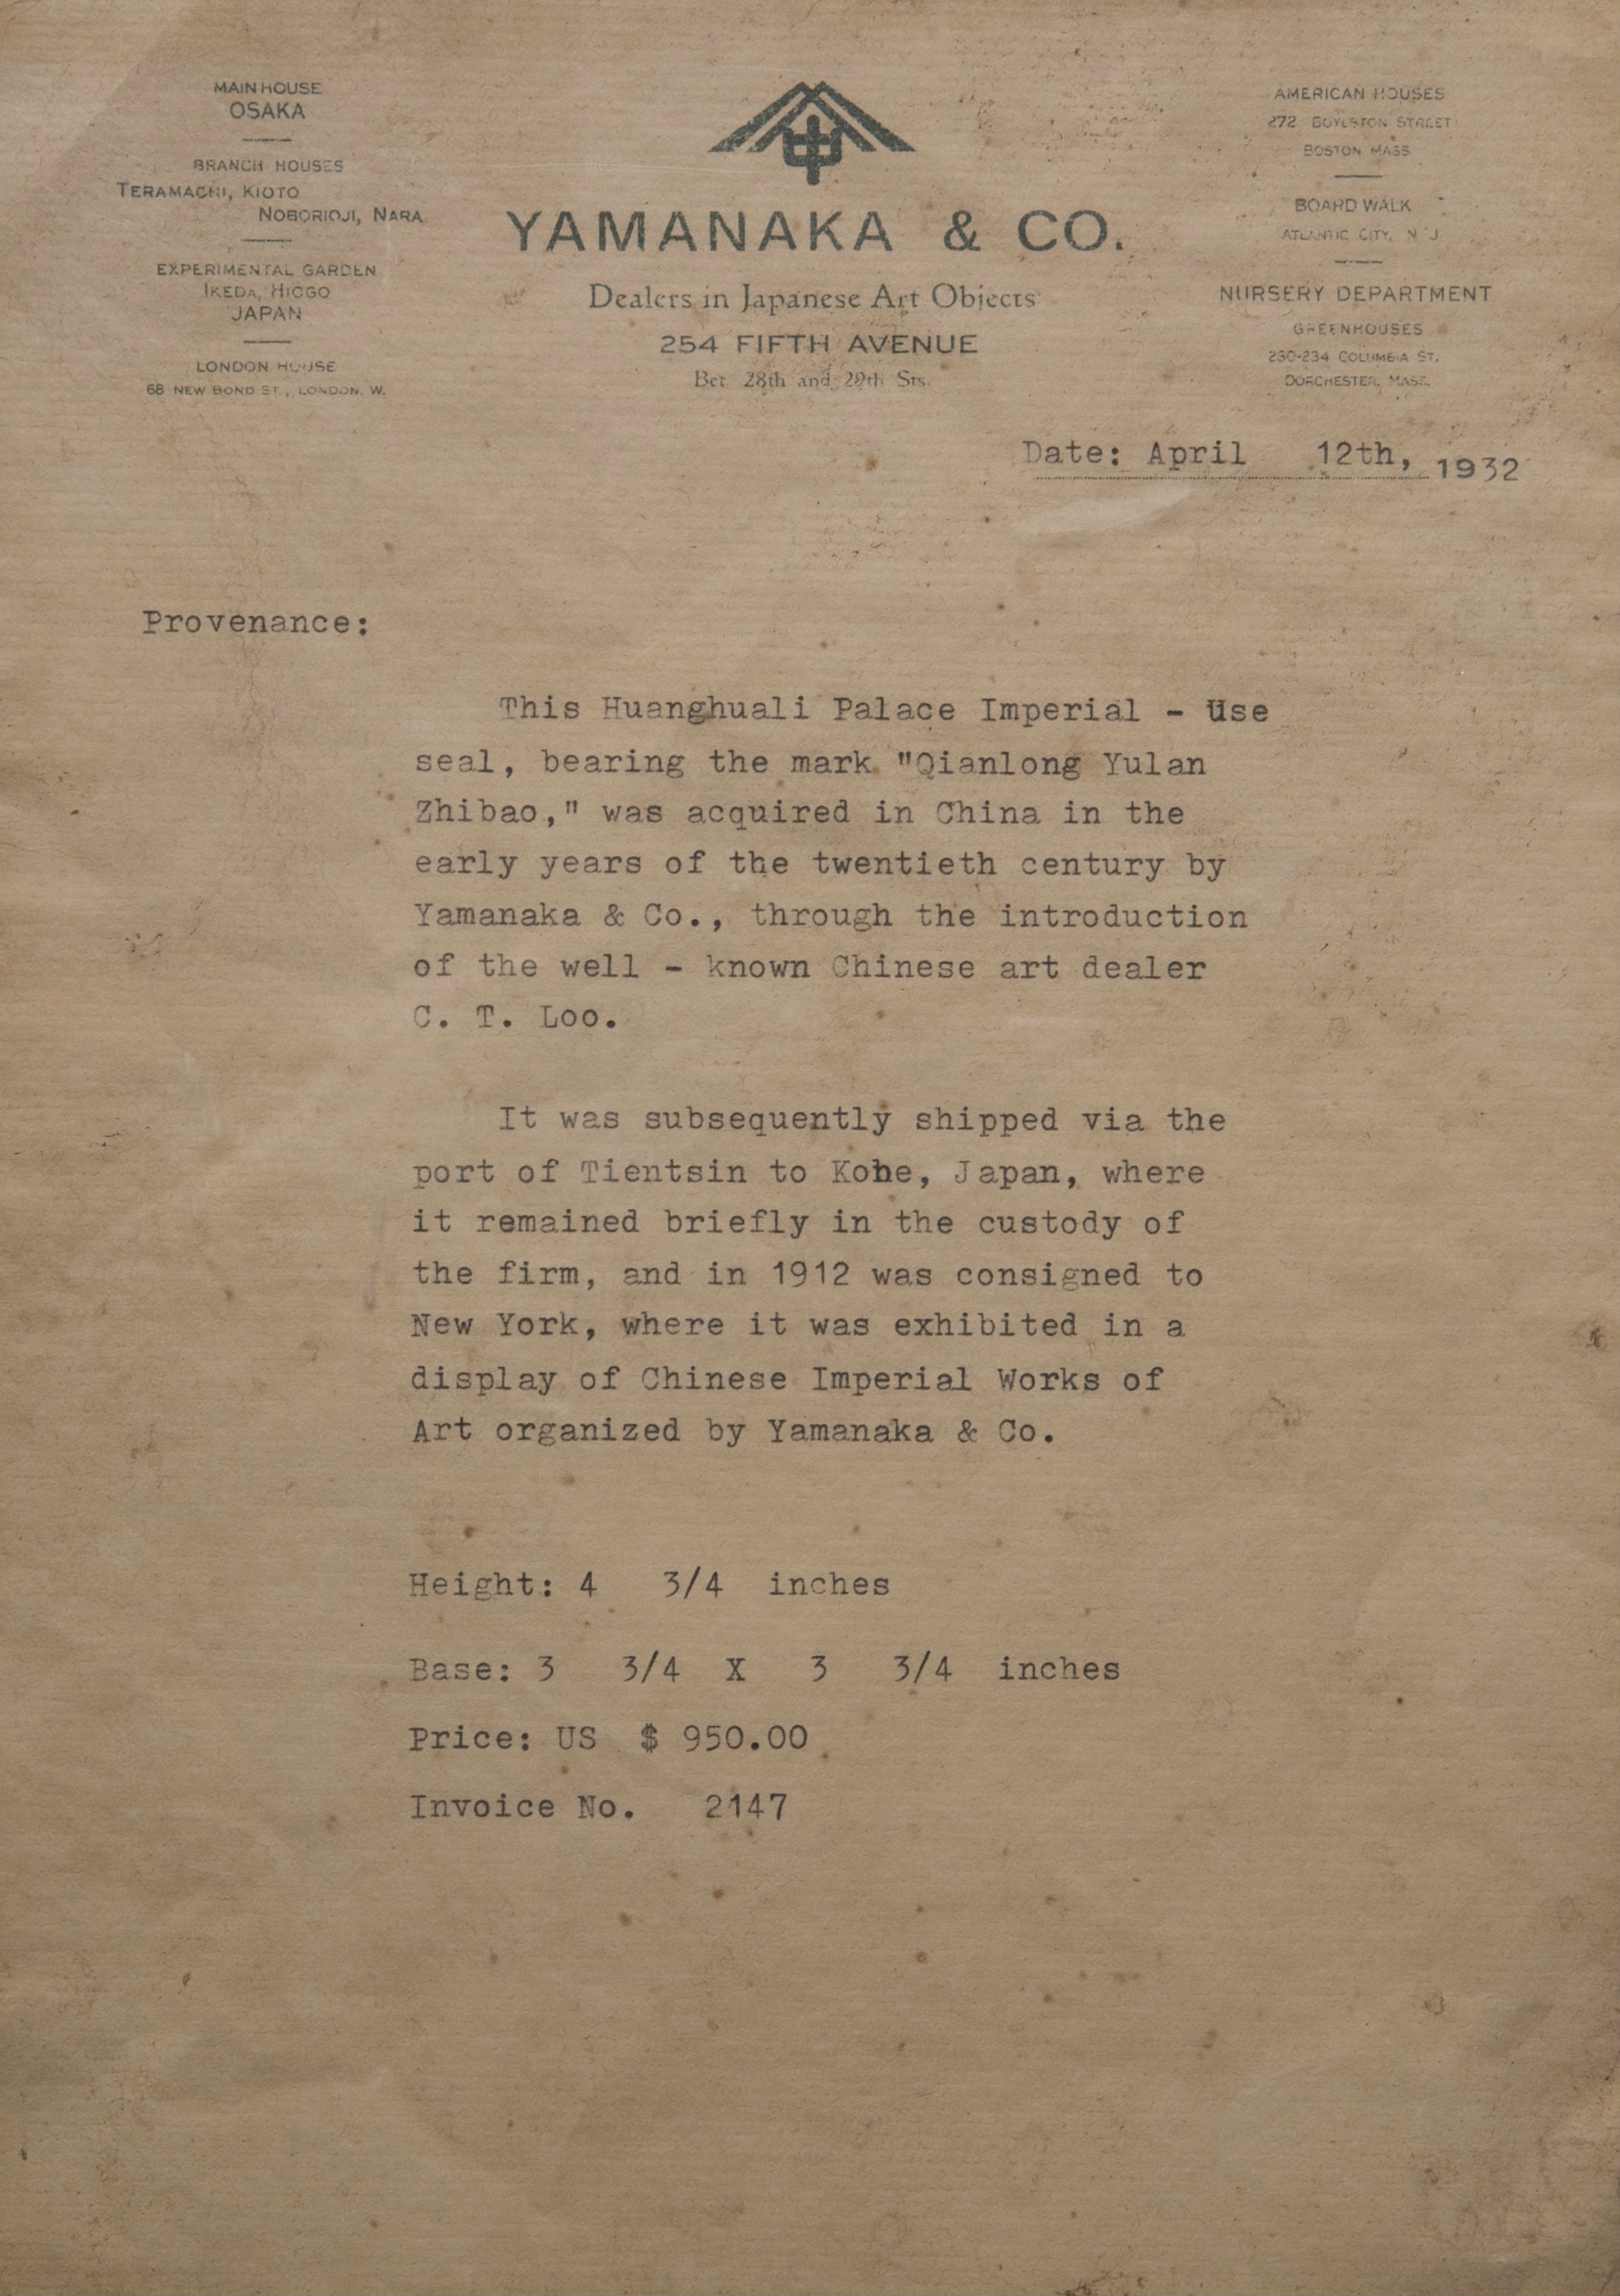 MAIN HOUSE
OSAKA
BRANCH HOUSES
TERAMACHI, KIOTO
NOBORIOJI, NARA
EXPERIMENTAL GARDEN
IKEDA, HIOGO
JAPAN
LONDON HOUSE
68 NEW BOND ST., LONDON. W.
YAMANAKA & CO.
Dealers in Japanese Art Objects
254 FIFTH AVENUE
Bet. 28th and 29th Sts.
AMERICAN HOUSES
272 BOYLSTON STREET
BOSTON MASS
BOARD WALK
ATLANTIC CITY, N J
NURSERY DEPARTMENT
GREENHOUSES
230-234 COLUMBIA ST.
DORCHESTER, MASS.
Date: April 12th, 1932
Provenance:
This Huanghuali Palace Imperial - Use
seal, bearing the mark "Qianlong Yulan
Zhibao," was acquired in China in the
early years of the twentieth century by
Yamanaka & Co., through the introduction
of the well - known Chinese art dealer
C. T. Loo.
It was subsequently shipped via the
port of Tientsin to Kobe, Japan, where
it remained briefly in the custody of
the firm, and in 1912 was consigned to
New York, where it was exhibited in a
display of Chinese Imperial Works of
Art organized by Yamanaka & Co.
Height: 4 3/4 inches
Base: 3 3/4 X 3 3/4 inches
Price: US $ 950.00
Invoice No. 2147